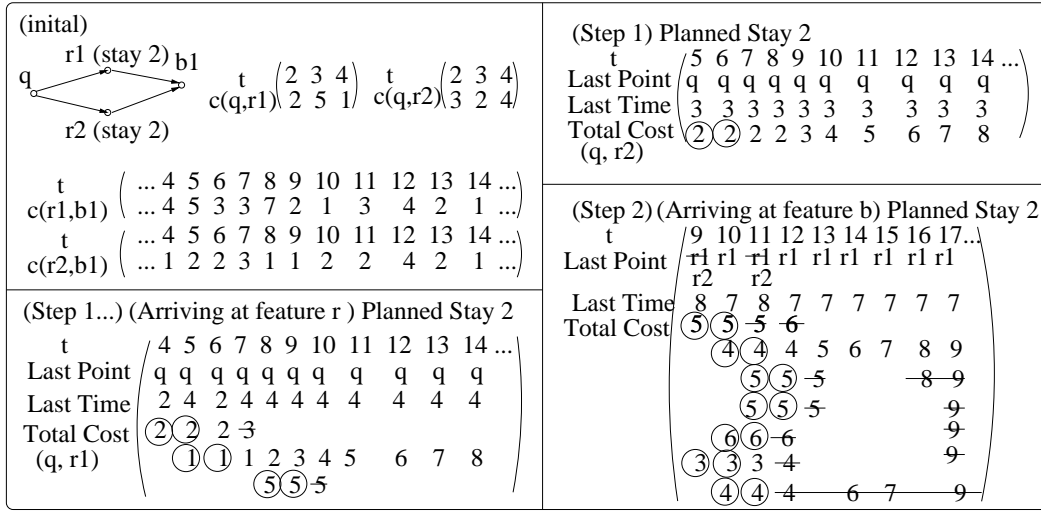 (inital)
r1 (stay 2) b1
q
r2 (stay 2)
t 2 3 4
c(q,r1) 2 5 1
t 2 3 4
c(q,r2) 3 2 4
t ... 4 5 6 7 8 9 10 11 12 13 14 ...
c(r1,b1) ... 4 5 3 3 7 2 1 3 4 2 1 ...
t ... 4 5 6 7 8 9 10 11 12 13 14 ...
c(r2,b1) ... 1 2 2 3 1 1 2 2 4 2 1 ...
(Step 1...) (Arriving at feature r ) Planned Stay 2
t 4 5 6 7 8 9 10 11 12 13 14 ...
Last Point q q q q q q q q q q q
Last Time 2 4 2 4 4 4 4 4 4 4 4
Total Cost 2 2 2 3
(q, r1) 1 1 1 2 3 4 5 6 7 8
5 5 5
(Step 1) Planned Stay 2
t 5 6 7 8 9 10 11 12 13 14 ...
Last Point q q q q q q q q q q
Last Time 3 3 3 3 3 3 3 3 3 3
Total Cost 2 2 2 2 3 4 5 6 7 8
(q, r2)
(Step 2) (Arriving at feature b) Planned Stay 2
t 9 10 11 12 13 14 15 16 17...
Last Point r1 r1 r1 r1 r1 r1 r1 r1 r1
r2 r2
Last Time 8 7 8 7 7 7 7 7 7
Total Cost 5 5 5 6
4 4 4 5 6 7 8 9
5 5 5 8 9
5 5 5 9
6 6 6 9
3 3 3 4 9
4 4 4 6 7 9